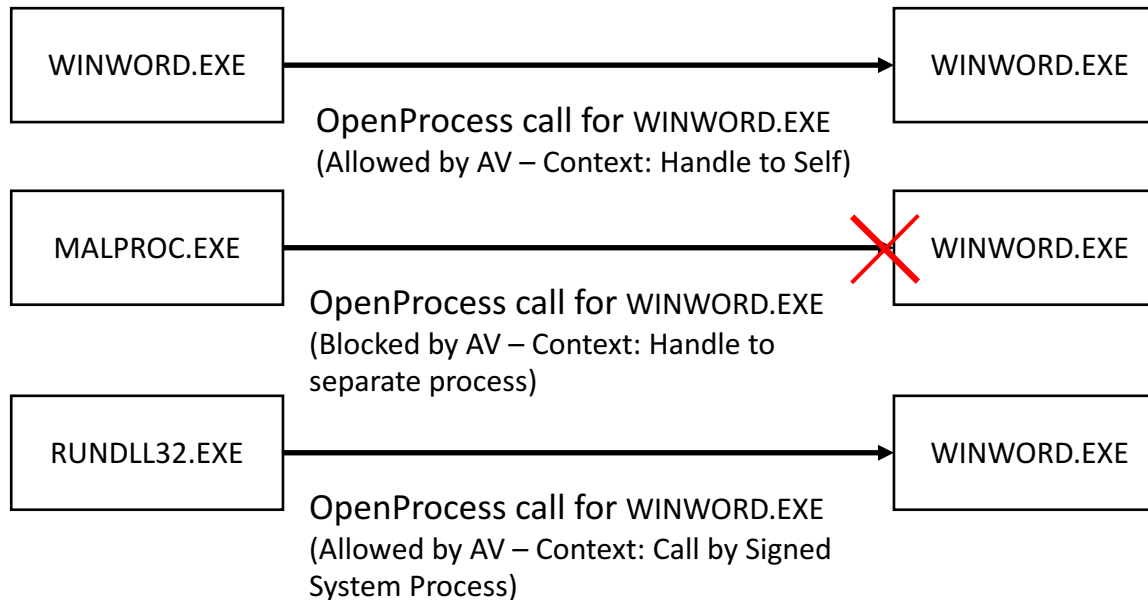 WINWORD.EXE
WINWORD.EXE
OpenProcess call for WINWORD.EXE
(Allowed by AV – Context: Handle to Self)
MALPROC.EXE
WINWORD.EXE
OpenProcess call for WINWORD.EXE
(Blocked by AV – Context: Handle to
separate process)
RUNDLL32.EXE
WINWORD.EXE
OpenProcess call for WINWORD.EXE
(Allowed by AV – Context: Call by Signed
System Process)